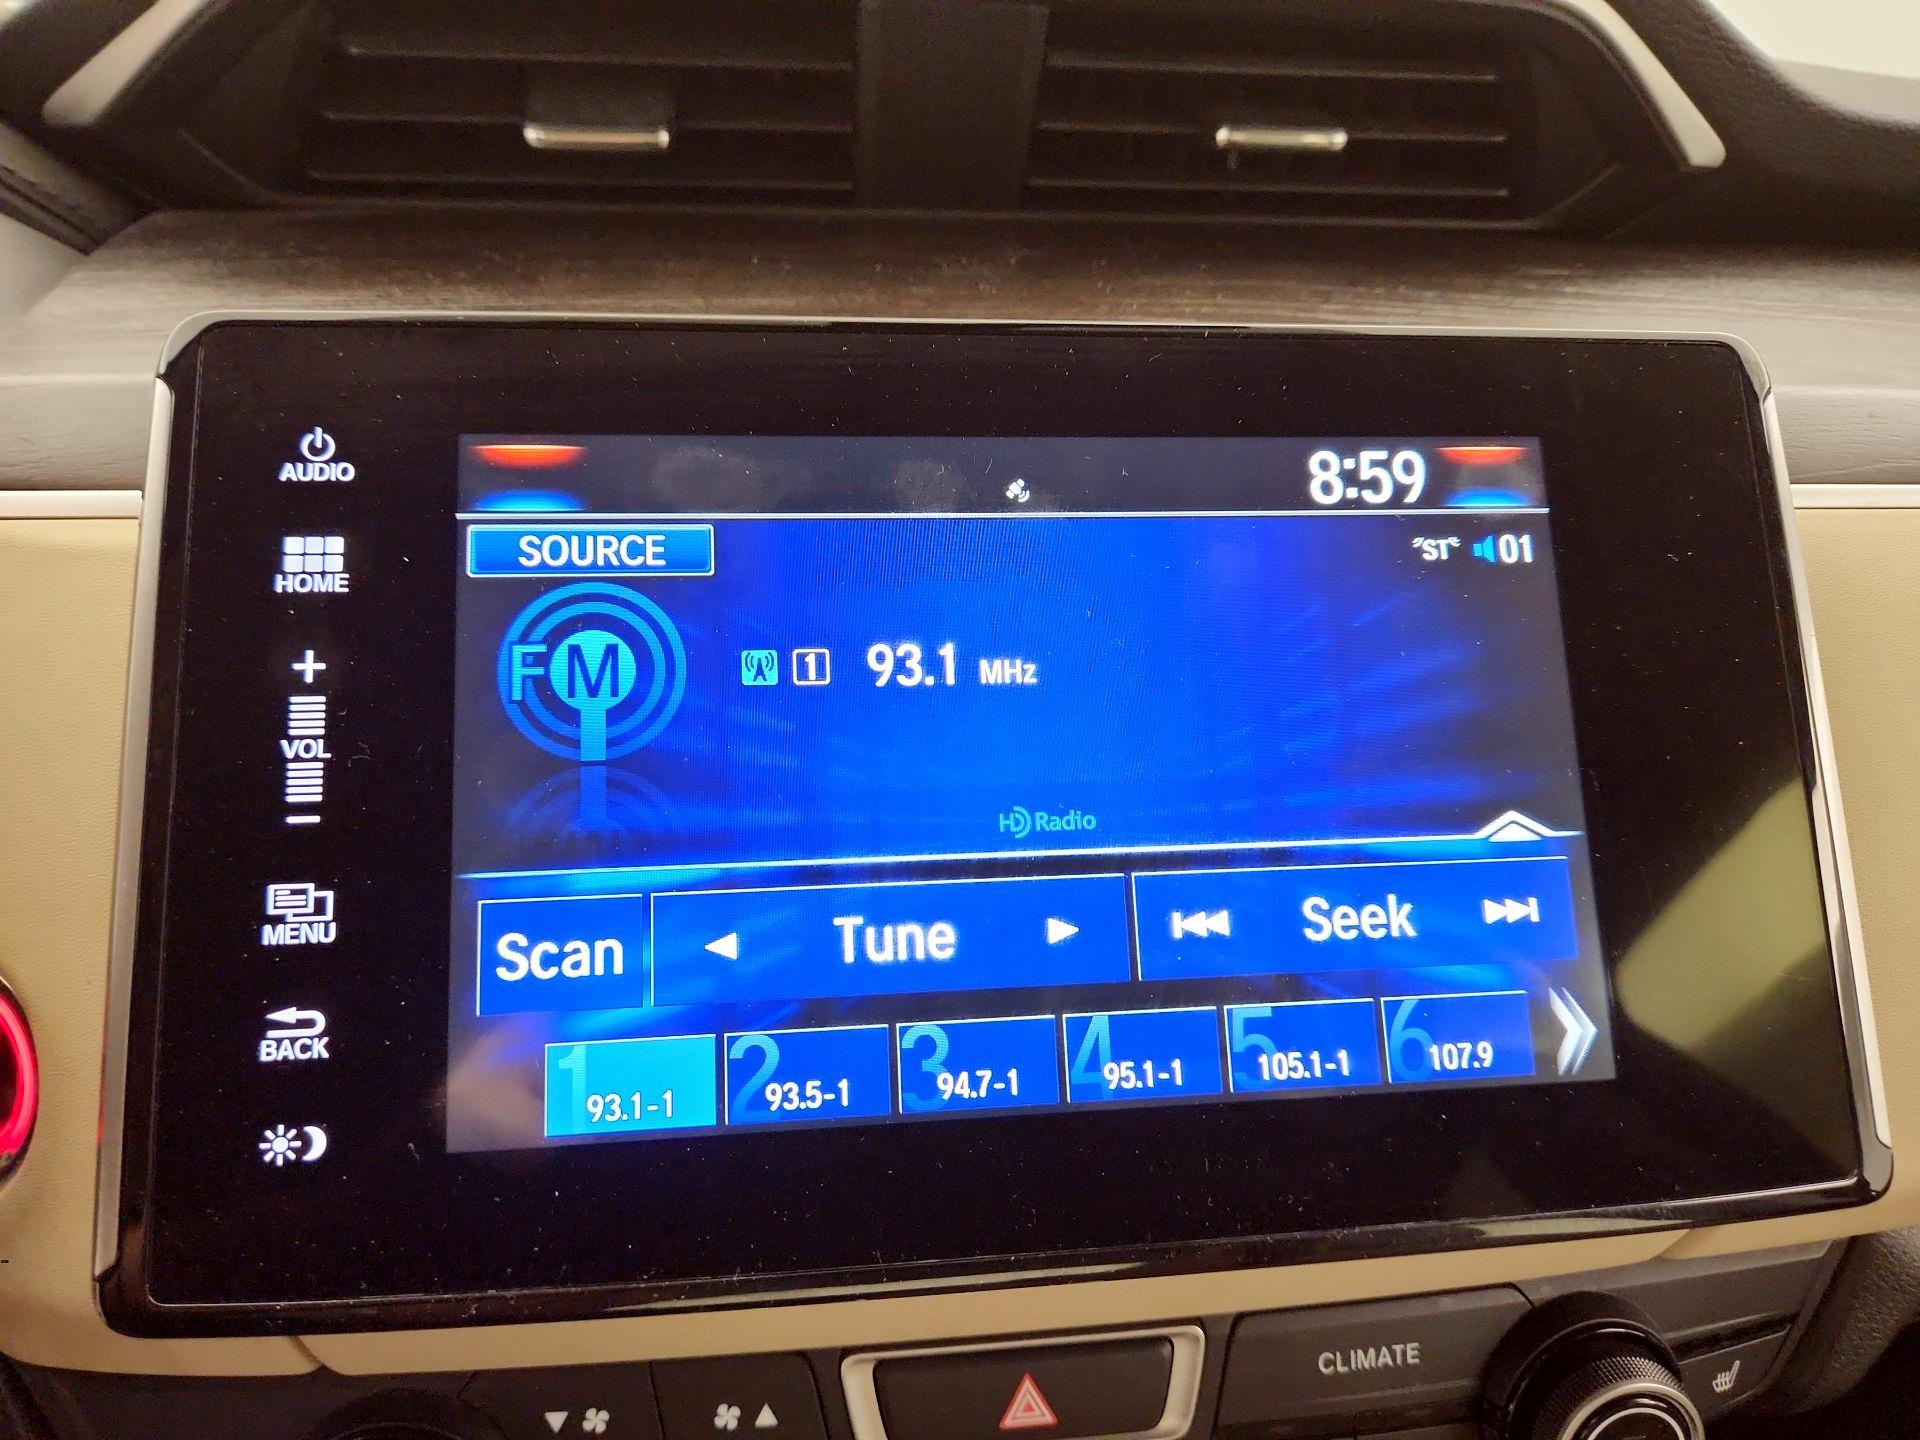 AUDIO
HOME
+
VOL
−
MENU
BACK
8:59
SOURCE
ST 01
FM
1 93.1 MHz
HD Radio
Scan
Tune
Seek
1 93.1-1
2 93.5-1
3 94.7-1
4 95.1-1
5 105.1-1
6 107.9
CLIMATE